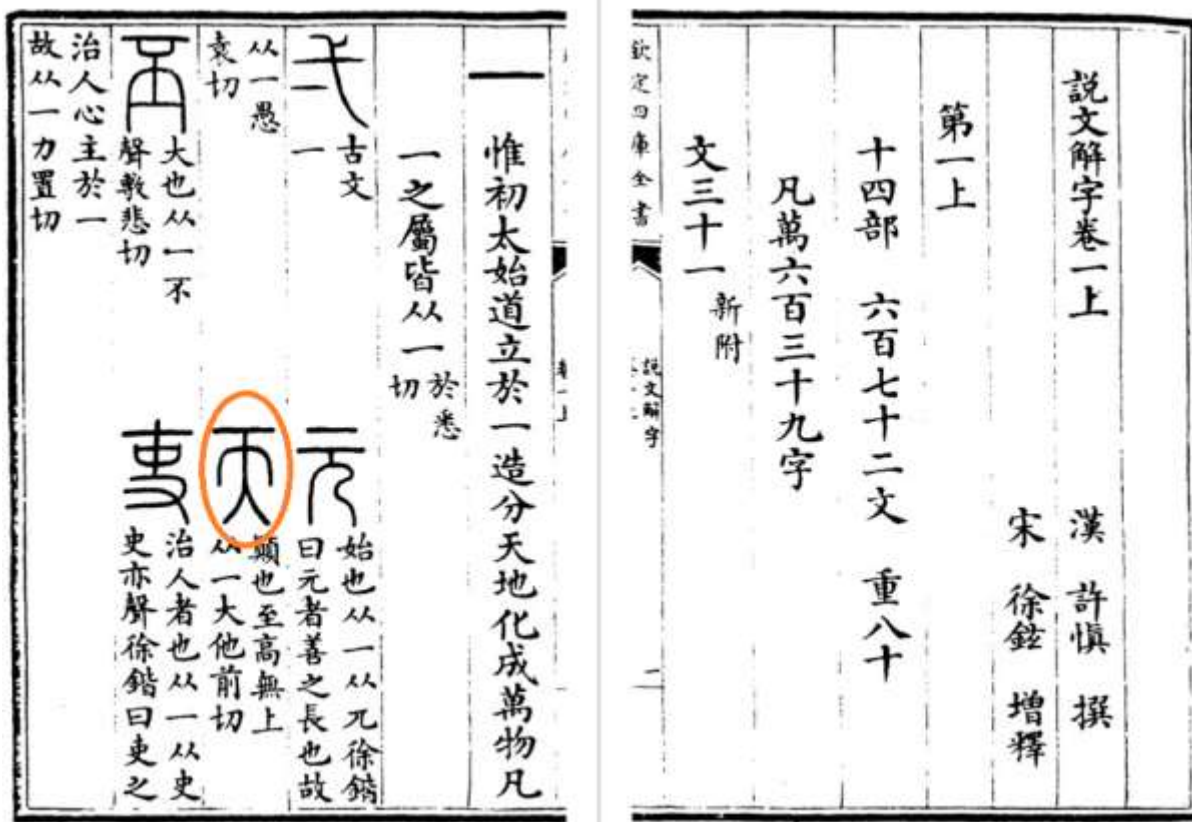 説文解字卷一上
漢 許慎 撰
宋 徐鉉 增釋
第一上
十四部 六百七十二文 重八十
凡萬六百三十九字
文三十一 新附
欽定四庫全書
説文解字
一 惟初太始道立於一造分天地化成萬物凡
一之屬皆从一 於悉切
弌 古文一
元 始也从一从兀徐鍇曰元者善之長也故
从一愚袁切
天 顚也至高無上从一大他前切
丕 大也从一不聲敷悲切
吏 治人者也从一从史史亦聲徐鍇曰吏之
治人心主於一故从一力置切